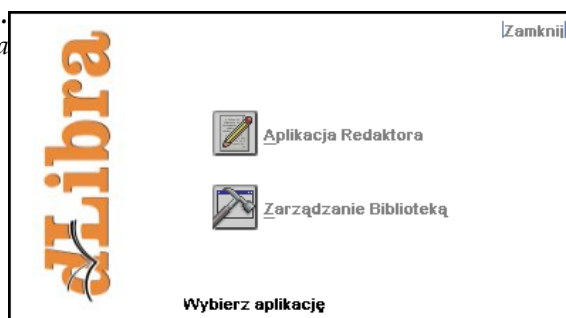 .
a
Zamknij
dLibra
Aplikacja Redaktora
Zarządzanie Biblioteką
Wybierz aplikację